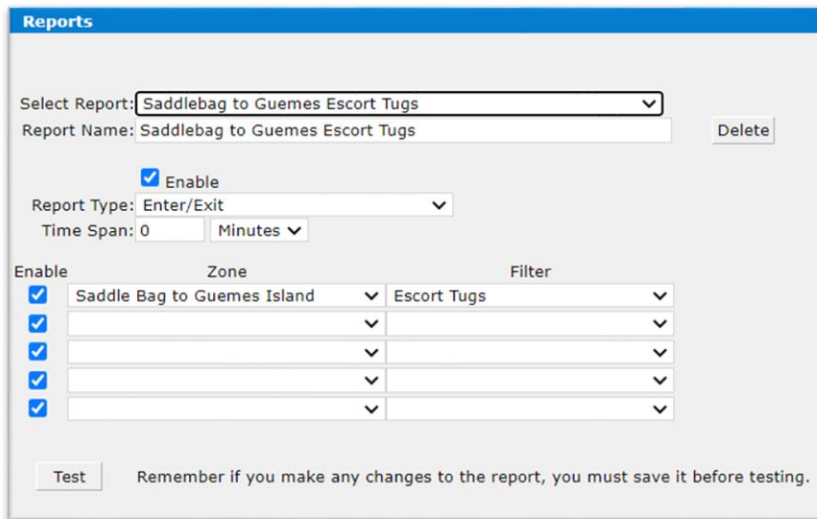 Reports
Select Report: Saddlebag to Guemes Escort Tugs
Report Name: Saddlebag to Guemes Escort Tugs Delete
Enable
Report Type: Enter/Exit
Time Span: 0 Minutes
Enable Zone Filter
Saddle Bag to Guemes Island Escort Tugs
Test Remember if you make any changes to the report, you must save it before testing.